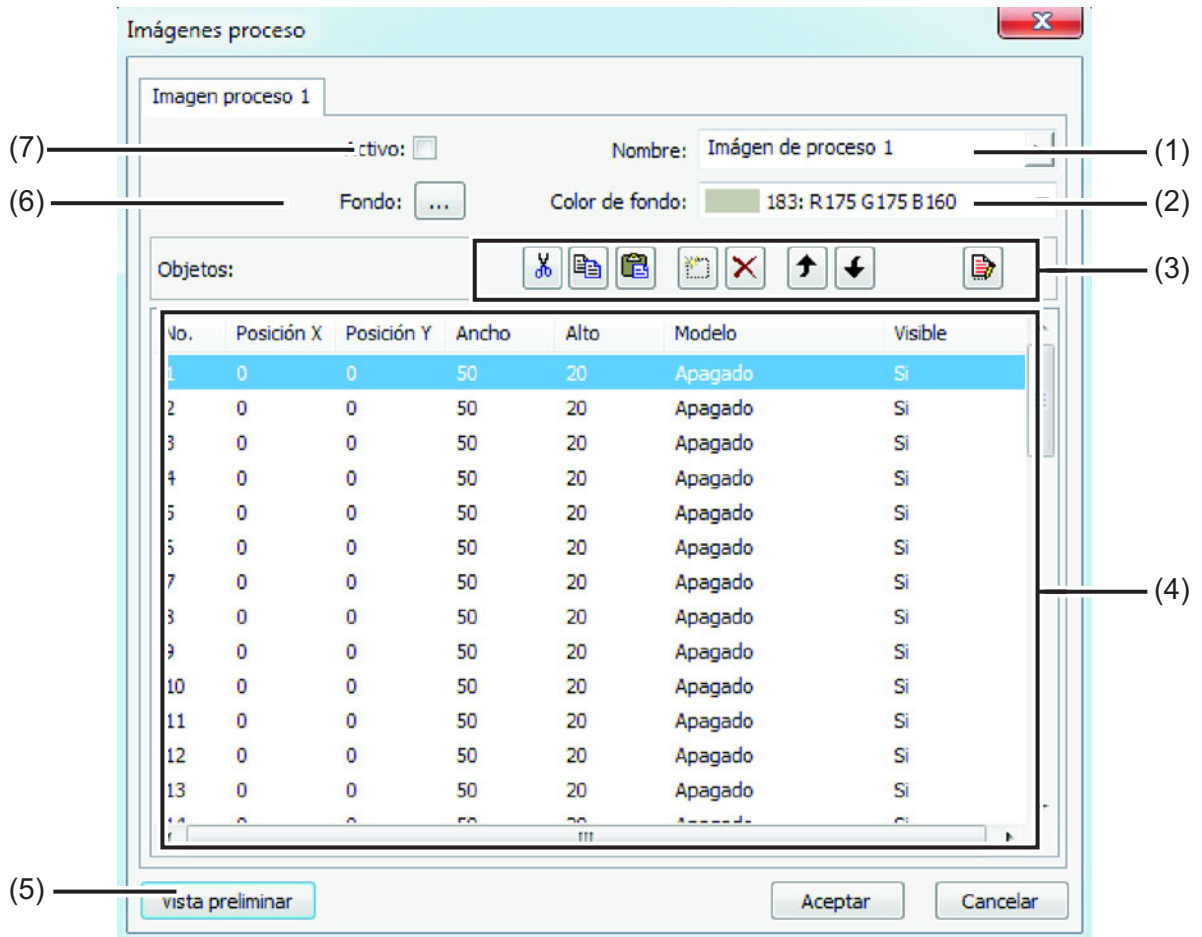 Imágenes proceso
Imagen proceso 1
(7) Activo: Nombre: Imágen de proceso 1 (1)
(6) Fondo: ... Color de fondo: 183: R175 G175 B160 (2)
Objetos: (3)
No. Posición X Posición Y Ancho Alto Modelo Visible
1 0 0 50 20 Apagado Si
2 0 0 50 20 Apagado Si
3 0 0 50 20 Apagado Si
4 0 0 50 20 Apagado Si
5 0 0 50 20 Apagado Si
6 0 0 50 20 Apagado Si
7 0 0 50 20 Apagado Si
(4)
8 0 0 50 20 Apagado Si
9 0 0 50 20 Apagado Si
10 0 0 50 20 Apagado Si
11 0 0 50 20 Apagado Si
12 0 0 50 20 Apagado Si
13 0 0 50 20 Apagado Si
(5) Vista preliminar Aceptar Cancelar